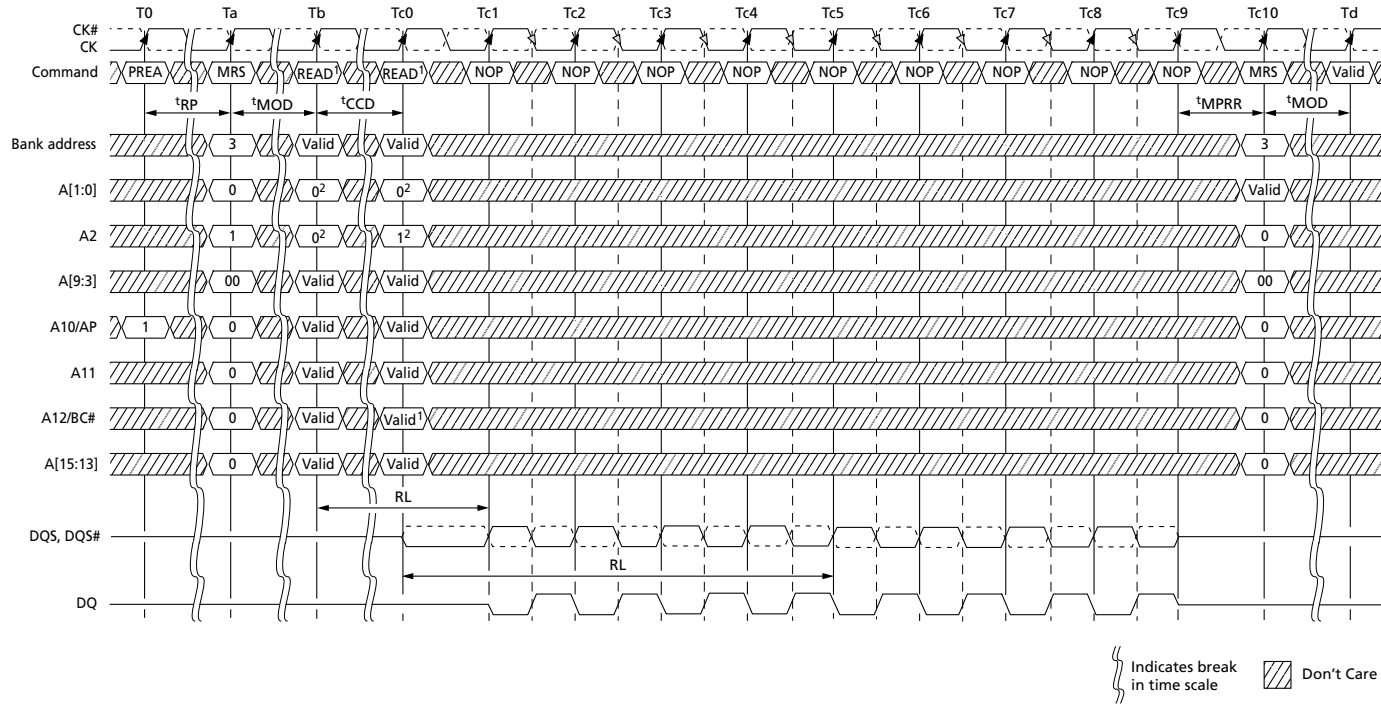 T0 Ta Tb Tc0 Tc1 Tc2 Tc3 Tc4 Tc5 Tc6 Tc7 Tc8 Tc9 Tc10 Td
CK#
CK
Command PREA MRS READ¹ READ¹ NOP NOP NOP NOP NOP NOP NOP NOP NOP MRS Valid
tRP tMOD tCCD tMPRR tMOD
Bank address 3 Valid Valid 3
A[1:0] 0 0² 0² Valid
A2 1 0² 1² 0
A[9:3] 00 Valid Valid 00
A10/AP 1 0 Valid Valid 0
A11 0 Valid Valid 0
A12/BC# 0 Valid Valid¹ 0
A[15:13] 0 Valid Valid 0
RL
DQS, DQS#
RL
DQ
Indicates break
in time scale
Don't Care